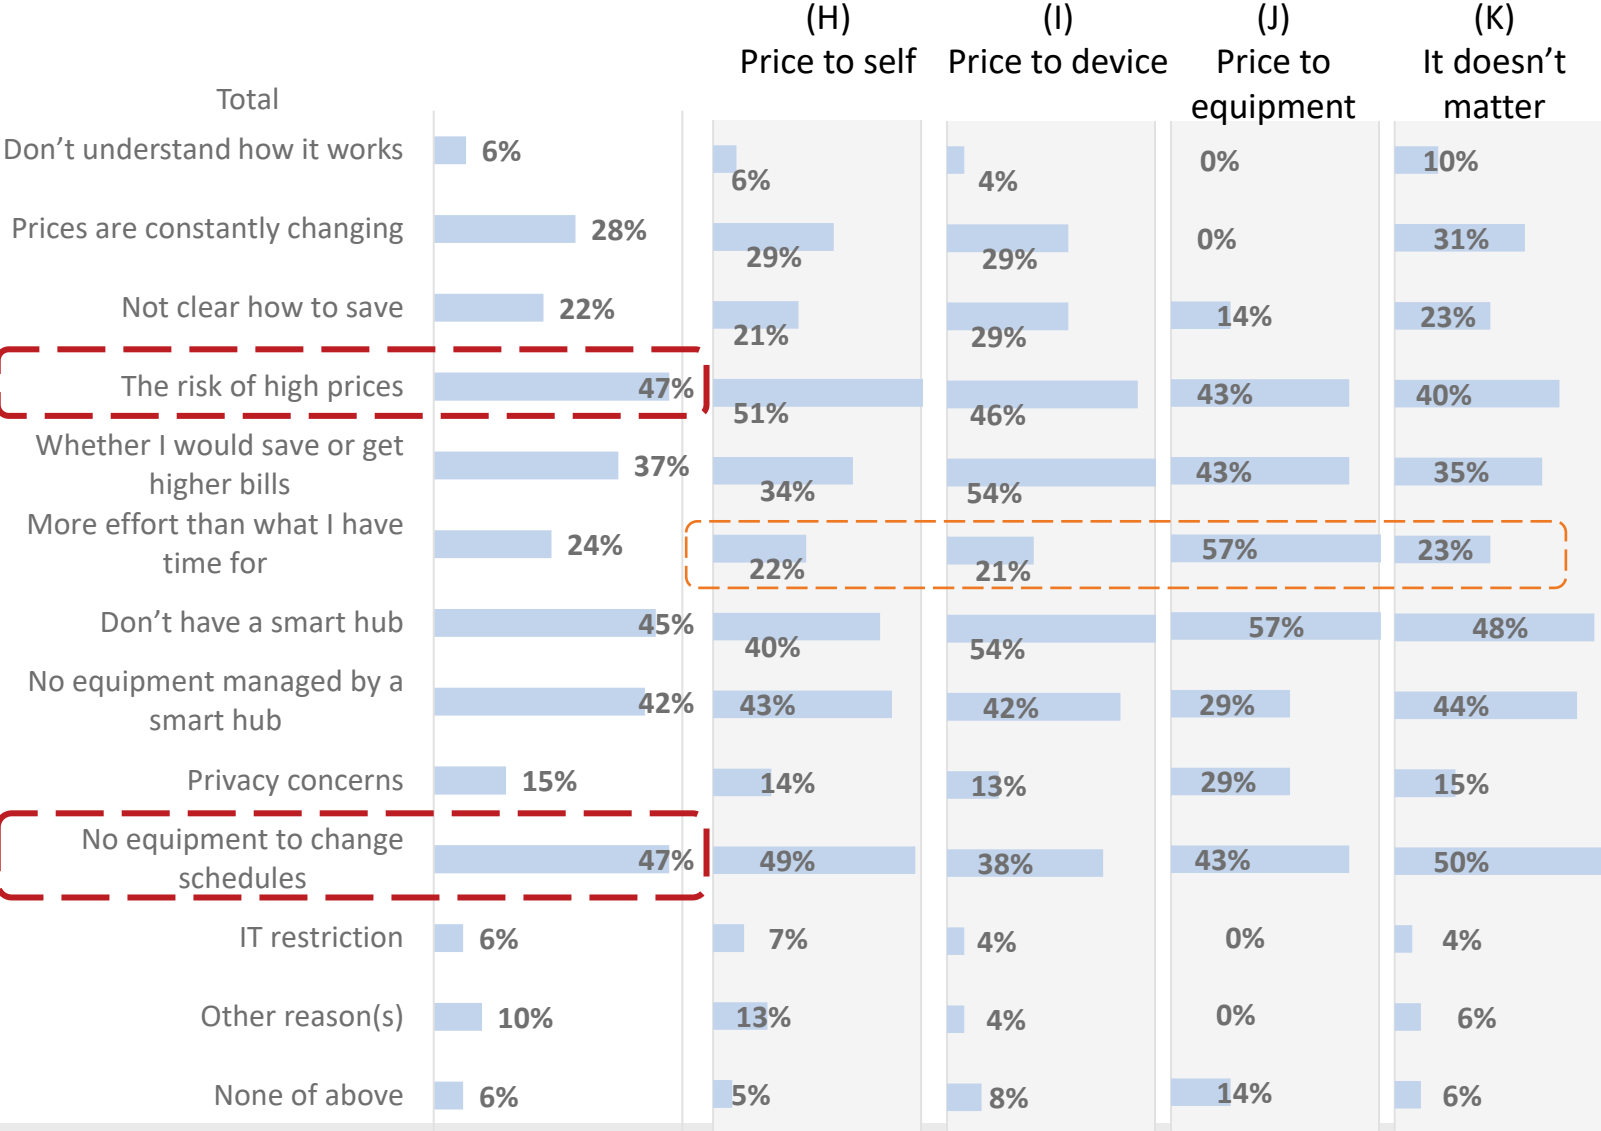 (H) (I) (J) (K)
Price to self Price to device Price to It doesn’t
equipment matter
Total
Don’t understand how it works 6% 6% 4% 0% 10%
Prices are constantly changing 28% 29% 29% 0% 31%
Not clear how to save 22% 21% 29% 14% 23%
The risk of high prices 47% 51% 46% 43% 40%
Whether I would save or get
higher bills 37% 34% 54% 43% 35%
More effort than what I have
time for 24% 22% 21% 57% 23%
Don’t have a smart hub 45% 40% 54% 57% 48%
No equipment managed by a
smart hub 42% 43% 42% 29% 44%
Privacy concerns 15% 14% 13% 29% 15%
No equipment to change
schedules 47% 49% 38% 43% 50%
IT restriction 6% 7% 4% 0% 4%
Other reason(s) 10% 13% 4% 0% 6%
None of above 6% 5% 8% 14% 6%